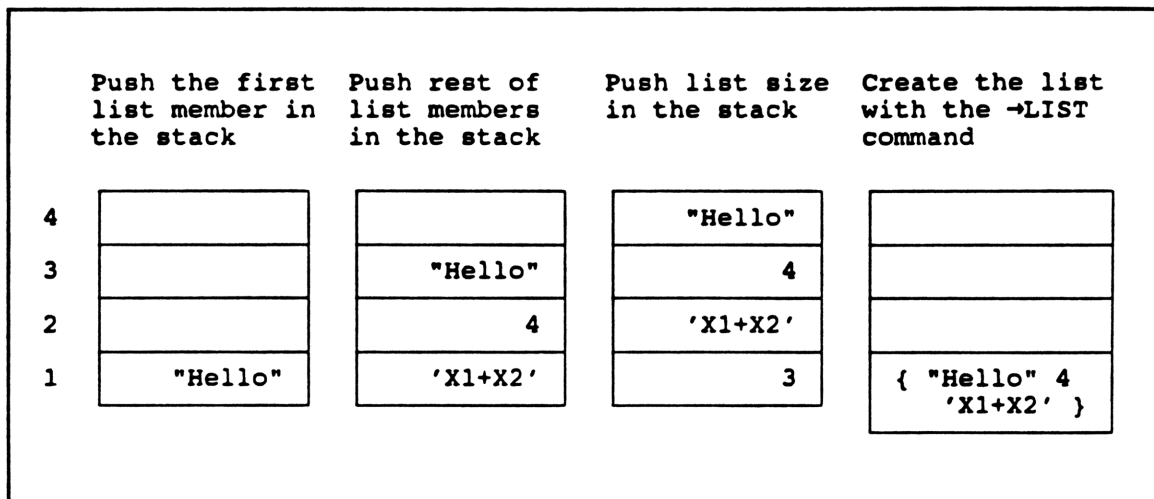 Push the first list member in the stack
Push rest of list members in the stack
Push list size in the stack
Create the list with the →LIST command
4 "Hello"
3 "Hello" 4
2 4 'X1+X2'
1 "Hello" 'X1+X2' 3 { "Hello" 4
'X1+X2' }